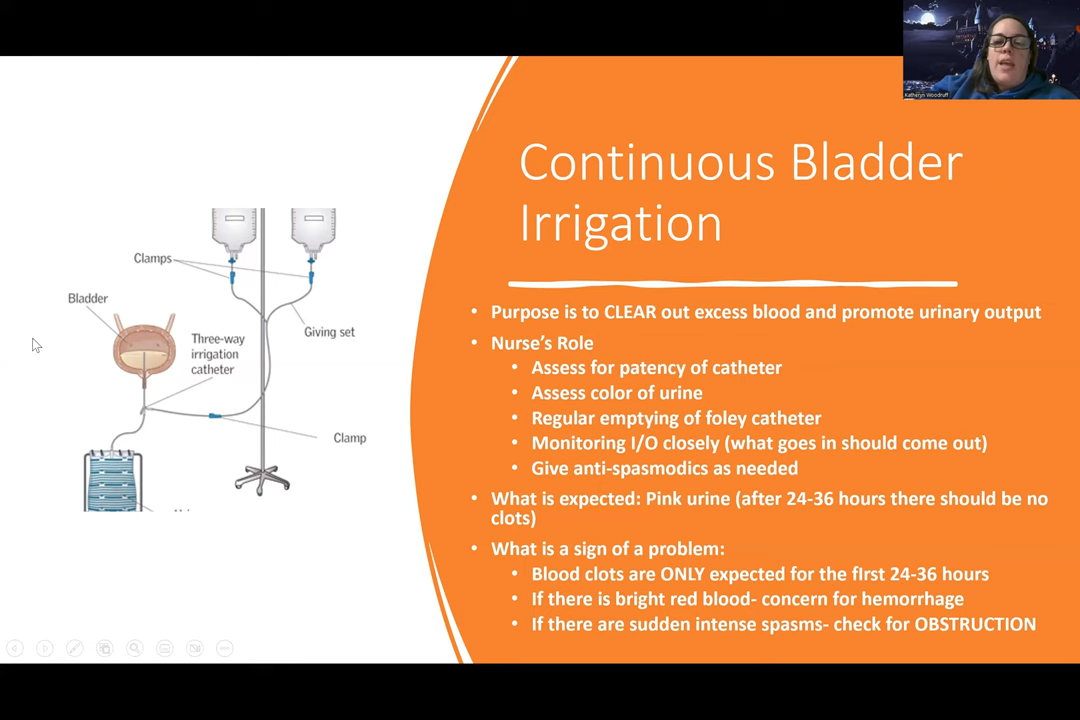 Katheryn Woodruff
Continuous Bladder
Irrigation
Clamps
Bladder
Three-way
irrigation
catheter
Giving set
Clamp
• Purpose is to CLEAR out excess blood and promote urinary output
• Nurse's Role
• Assess for patency of catheter
• Assess color of urine
• Regular emptying of foley catheter
• Monitoring I/O closely (what goes in should come out)
• Give anti-spasmodics as needed
• What is expected: Pink urine (after 24-36 hours there should be no
clots)
• What is a sign of a problem:
• Blood clots are ONLY expected for the first 24-36 hours
• If there is bright red blood- concern for hemorrhage
• If there are sudden intense spasms- check for OBSTRUCTION